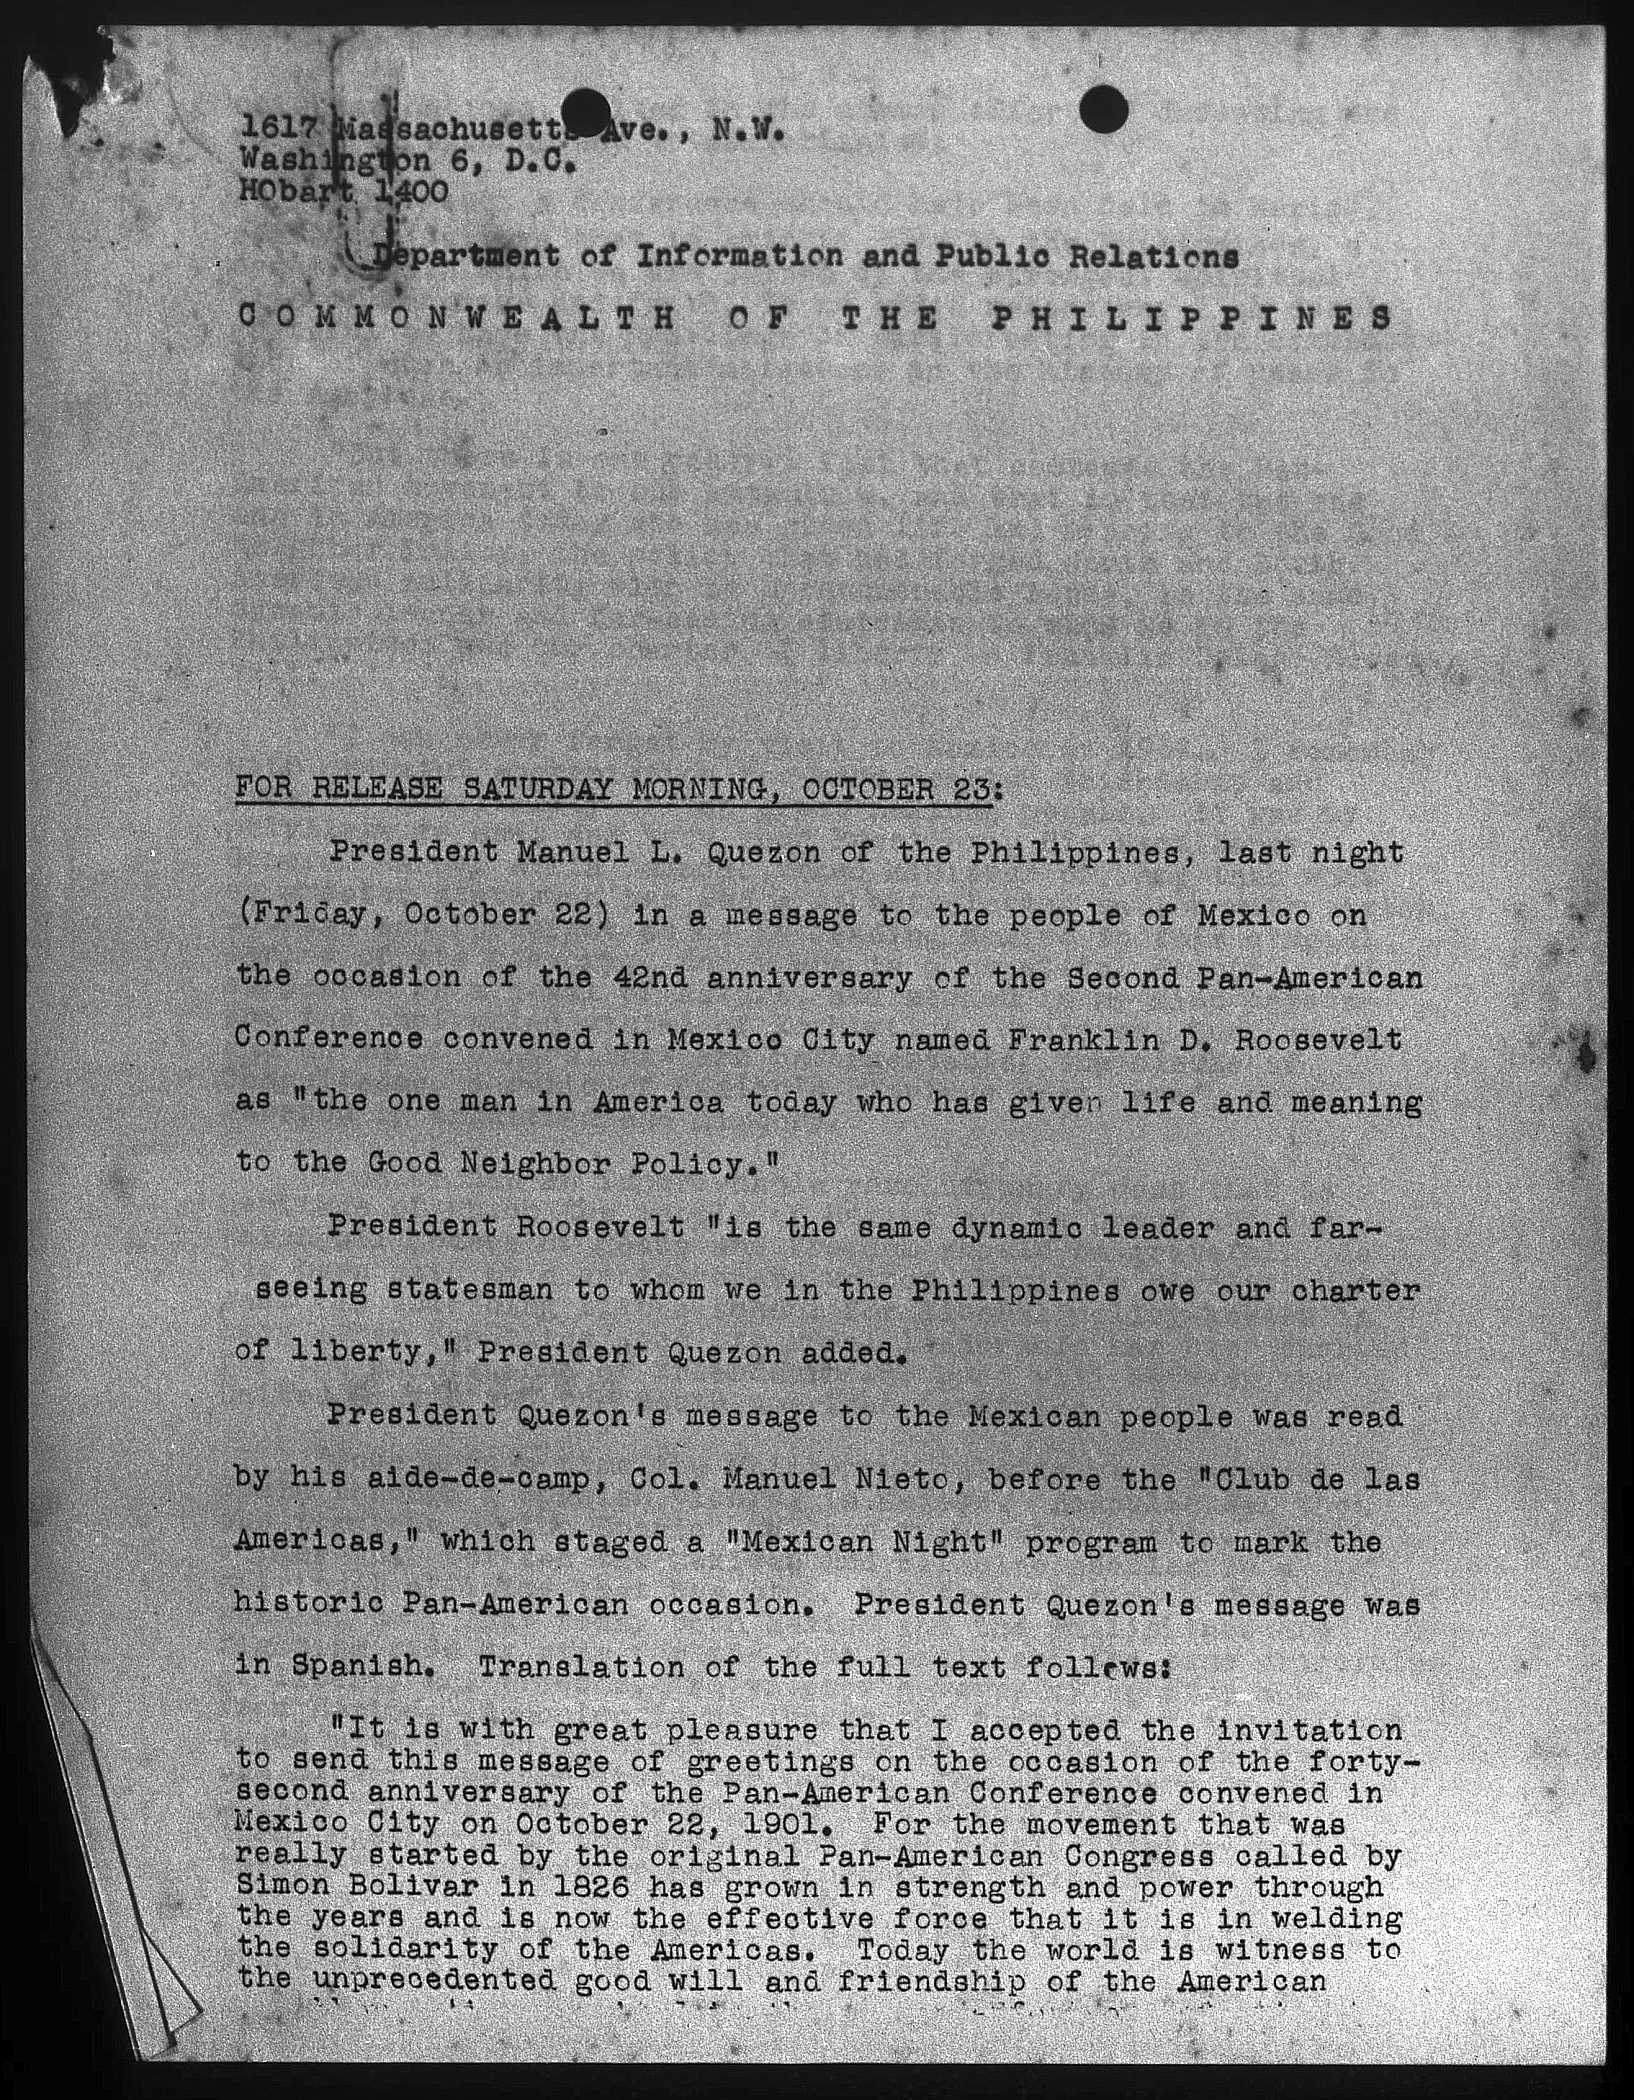 1617 Massachusetts Ave., N.W.
Washington 6, D.C.
HObart 1400
Department of Information and Public Relations
COMMONWEALTH OF THE PHILIPPINES
FOR RELEASE SATURDAY MORNING, OCTOBER 23:
President Manuel L. Quezon of the Philippines, last night
(Friday, October 22) in a message to the people of Mexico on
the occasion of the 42nd anniversary of the Second Pan-American
Conference convened in Mexico City named Franklin D. Roosevelt
as "the one man in America today who has given life and meaning
to the Good Neighbor Policy."
President Roosevelt "is the same dynamic leader and far-
seeing statesman to whom we in the Philippines owe our charter
of liberty," President Quezon added.
President Quezon's message to the Mexican people was read
by his aide-de-camp, Col. Manuel Nieto, before the "Club de las
Americas," which staged a "Mexican Night" program to mark the
historic Pan-American occasion. President Quezon's message was
in Spanish. Translation of the full text follows:
"It is with great pleasure that I accepted the invitation
to send this message of greetings on the occasion of the forty-
second anniversary of the Pan-American Conference convened in
Mexico City on October 22, 1901. For the movement that was
really started by the original Pan-American Congress called by
Simon Bolivar in 1826 has grown in strength and power through
the years and is now the effective force that it is in welding
the solidarity of the Americas. Today the world is witness to
the unprecedented good will and friendship of the American